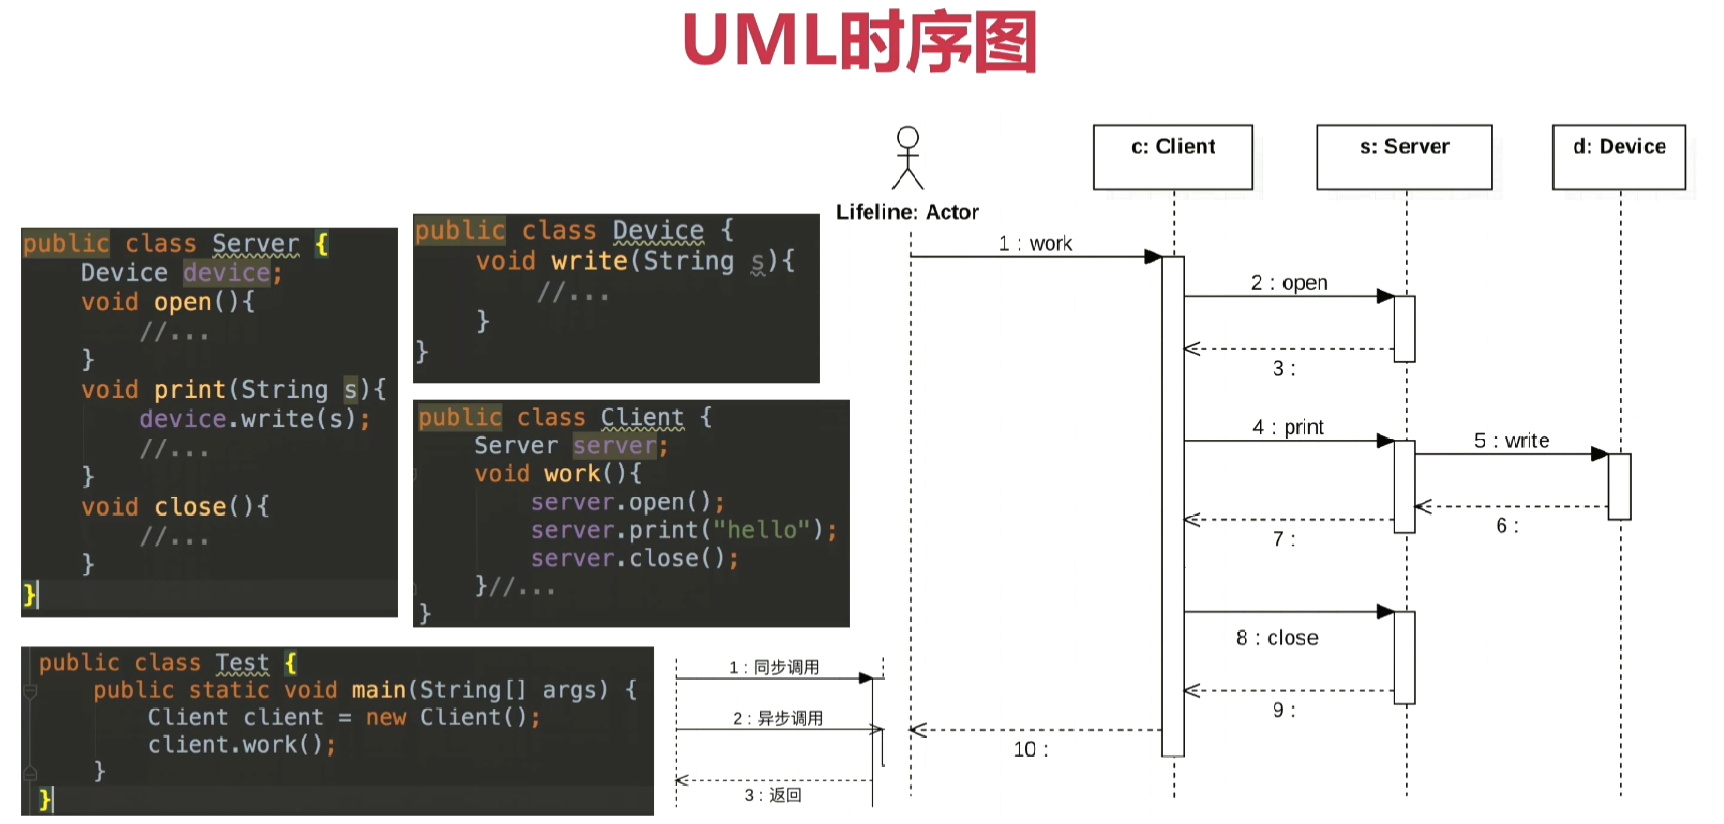 UML时序图
public class Server {
    Device device;
    void open(){
        //...
    }
    void print(String s){
        device.write(s);
        //...
    }
    void close(){
        //...
    }
}
public class Device {
    void write(String s){
        //...
    }
}
public class Client {
    Server server;
    void work(){
        server.open();
        server.print("hello");
        server.close();
    }//...
}
public class Test {
    public static void main(String[] args) {
        Client client = new Client();
        client.work();
    }
}
1 : 同步调用
2 : 异步调用
3 : 返回
Lifeline: Actor
c: Client
s: Server
d: Device
1 : work
2 : open
3 :
4 : print
5 : write
6 :
7 :
8 : close
9 :
10 :